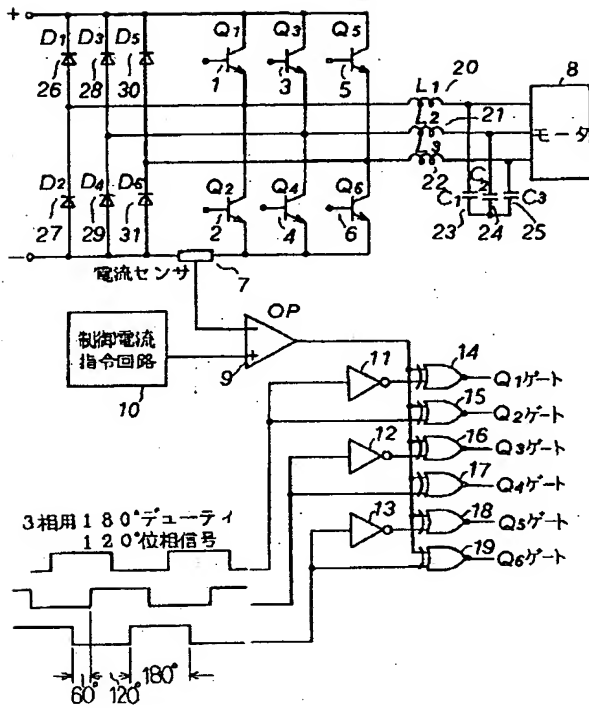 +
D1 D3 D5 Q1 Q3 Q5
26 28 30 1 3 5
L1 20
8
L2 21
モータ
L3
22
D2 D4 D6 Q2 Q4 Q6
C1 C2 C3
27 29 31 2 4 6
23 24 25
−
電流センサ 7
OP
制御電流
指令回路
10
9
− +
11 14 Q1ゲート
15 Q2ゲート
12 16 Q3ゲート
17 Q4ゲート
13 18 Q5ゲート
19 Q6ゲート
3相用180°デューティ
120°位相信号
60° 120° 180°